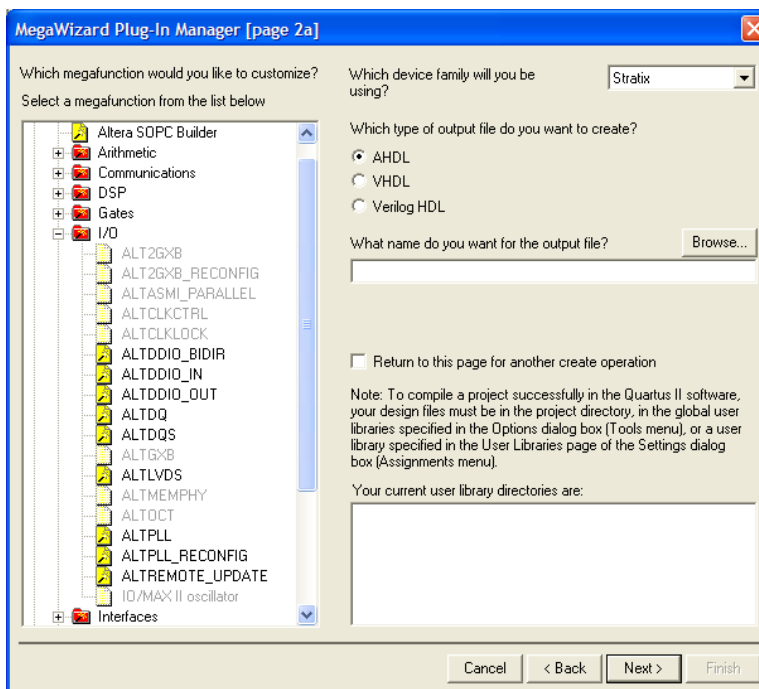 MegaWizard Plug-In Manager [page 2a]
Which megafunction would you like to customize?
Select a megafunction from the list below
Altera SOPC Builder
Arithmetic
Communications
DSP
Gates
I/O
ALT2GXB
ALT2GXB_RECONFIG
ALTASMI_PARALLEL
ALTCLKCTRL
ALTCLKLOCK
ALTDDIO_BIDIR
ALTDDIO_IN
ALTDDIO_OUT
ALTDQ
ALTDQS
ALTGXB
ALTLVDS
ALTMEMPHY
ALTOCT
ALTPLL
ALTPLL_RECONFIG
ALTREMOTE_UPDATE
IO/MAX II oscillator
Interfaces
Which device family will you be
using?
Stratix
Which type of output file do you want to create?
AHDL
VHDL
Verilog HDL
What name do you want for the output file?
Browse...
Return to this page for another create operation
Note: To compile a project successfully in the Quartus II software,
your design files must be in the project directory, in the global user
libraries specified in the Options dialog box (Tools menu), or a user
library specified in the User Libraries page of the Settings dialog
box (Assignments menu).
Your current user library directories are:
Cancel
< Back
Next >
Finish